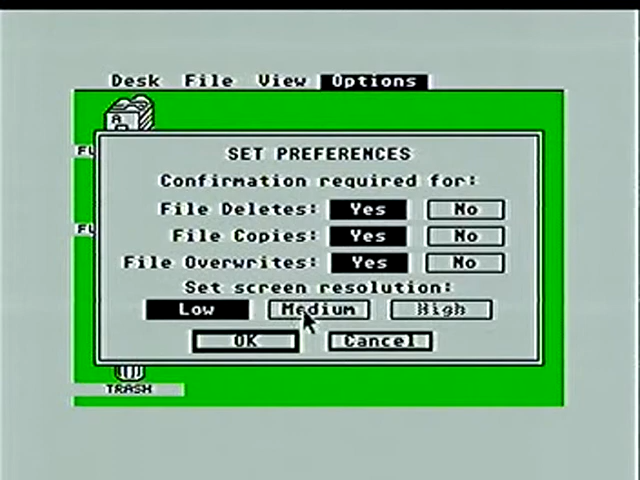 Desk File View Options
A
SET PREFERENCES
Confirmation required for:
File Deletes: Yes No
File Copies: Yes No
File Overwrites: Yes No
Set screen resolution:
Low Medium High
OK Cancel
TRASH